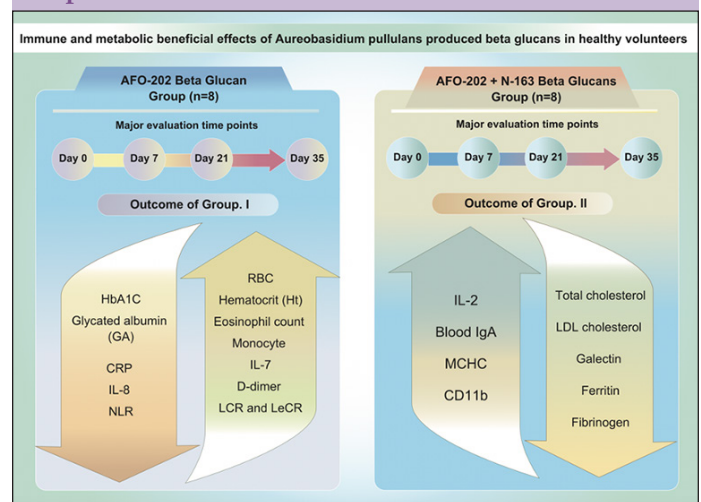 Immune and metabolic beneficial effects of Aureobasidium pullulans produced beta glucans in healthy volunteers
AFO-202 Beta Glucan
Group (n=8)
Major evaluation time points
Day 0
Day 7
Day 21
Day 35
Outcome of Group. I
HbA1C
Glycated albumin
(GA)
CRP
IL-8
NLR
RBC
Hematocrit (Ht)
Eosinophil count
Monocyte
IL-7
D-dimer
LCR and LeCR
AFO-202 + N-163 Beta Glucans
Group (n=8)
Major evaluation time points
Day 0
Day 7
Day 21
Day 35
Outcome of Group. II
IL-2
Blood IgA
MCHC
CD11b
Total cholesterol
LDL cholesterol
Galectin
Ferritin
Fibrinogen